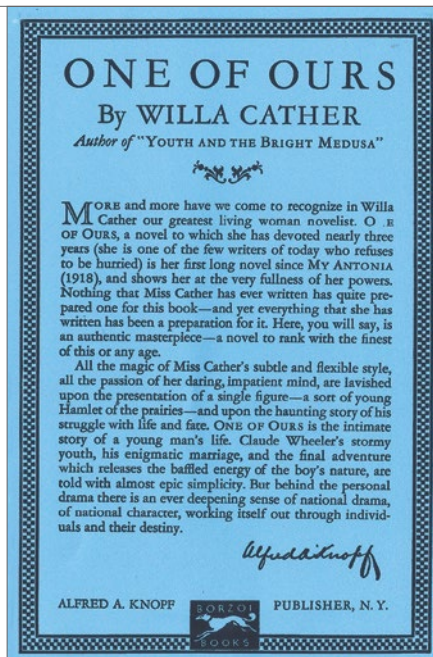 ONE OF OURS
By WILLA CATHER
Author of "YOUTH AND THE BRIGHT MEDUSA"
MORE and more have we come to recognize in Willa
Cather our greatest living woman novelist. O E
OF OURS, a novel to which she has devoted nearly three
years (she is one of the few writers of today who refuses
to be hurried) is her first long novel since MY ANTONIA
(1918), and shows her at the very fullness of her powers.
Nothing that Miss Cather has ever written has quite pre-
pared one for this book—and yet everything that she has
written has been a preparation for it. Here, you will say, is
an authentic masterpiece—a novel to rank with the finest
of this or any age.
All the magic of Miss Cather's subtle and flexible style,
all the passion of her daring, impatient mind, are lavished
upon the presentation of a single figure—a sort of young
Hamlet of the prairies—and upon the haunting story of his
struggle with life and fate. ONE OF OURS is the intimate
story of a young man's life. Claude Wheeler's stormy
youth, his enigmatic marriage, and the final adventure
which releases the baffled energy of the boy's nature, are
told with almost epic simplicity. But behind the personal
drama there is an ever deepening sense of national drama,
of national character, working itself out through individ-
uals and their destiny.
Alfred A. Knopf
ALFRED A. KNOPF BORZOI BOOKS PUBLISHER, N. Y.